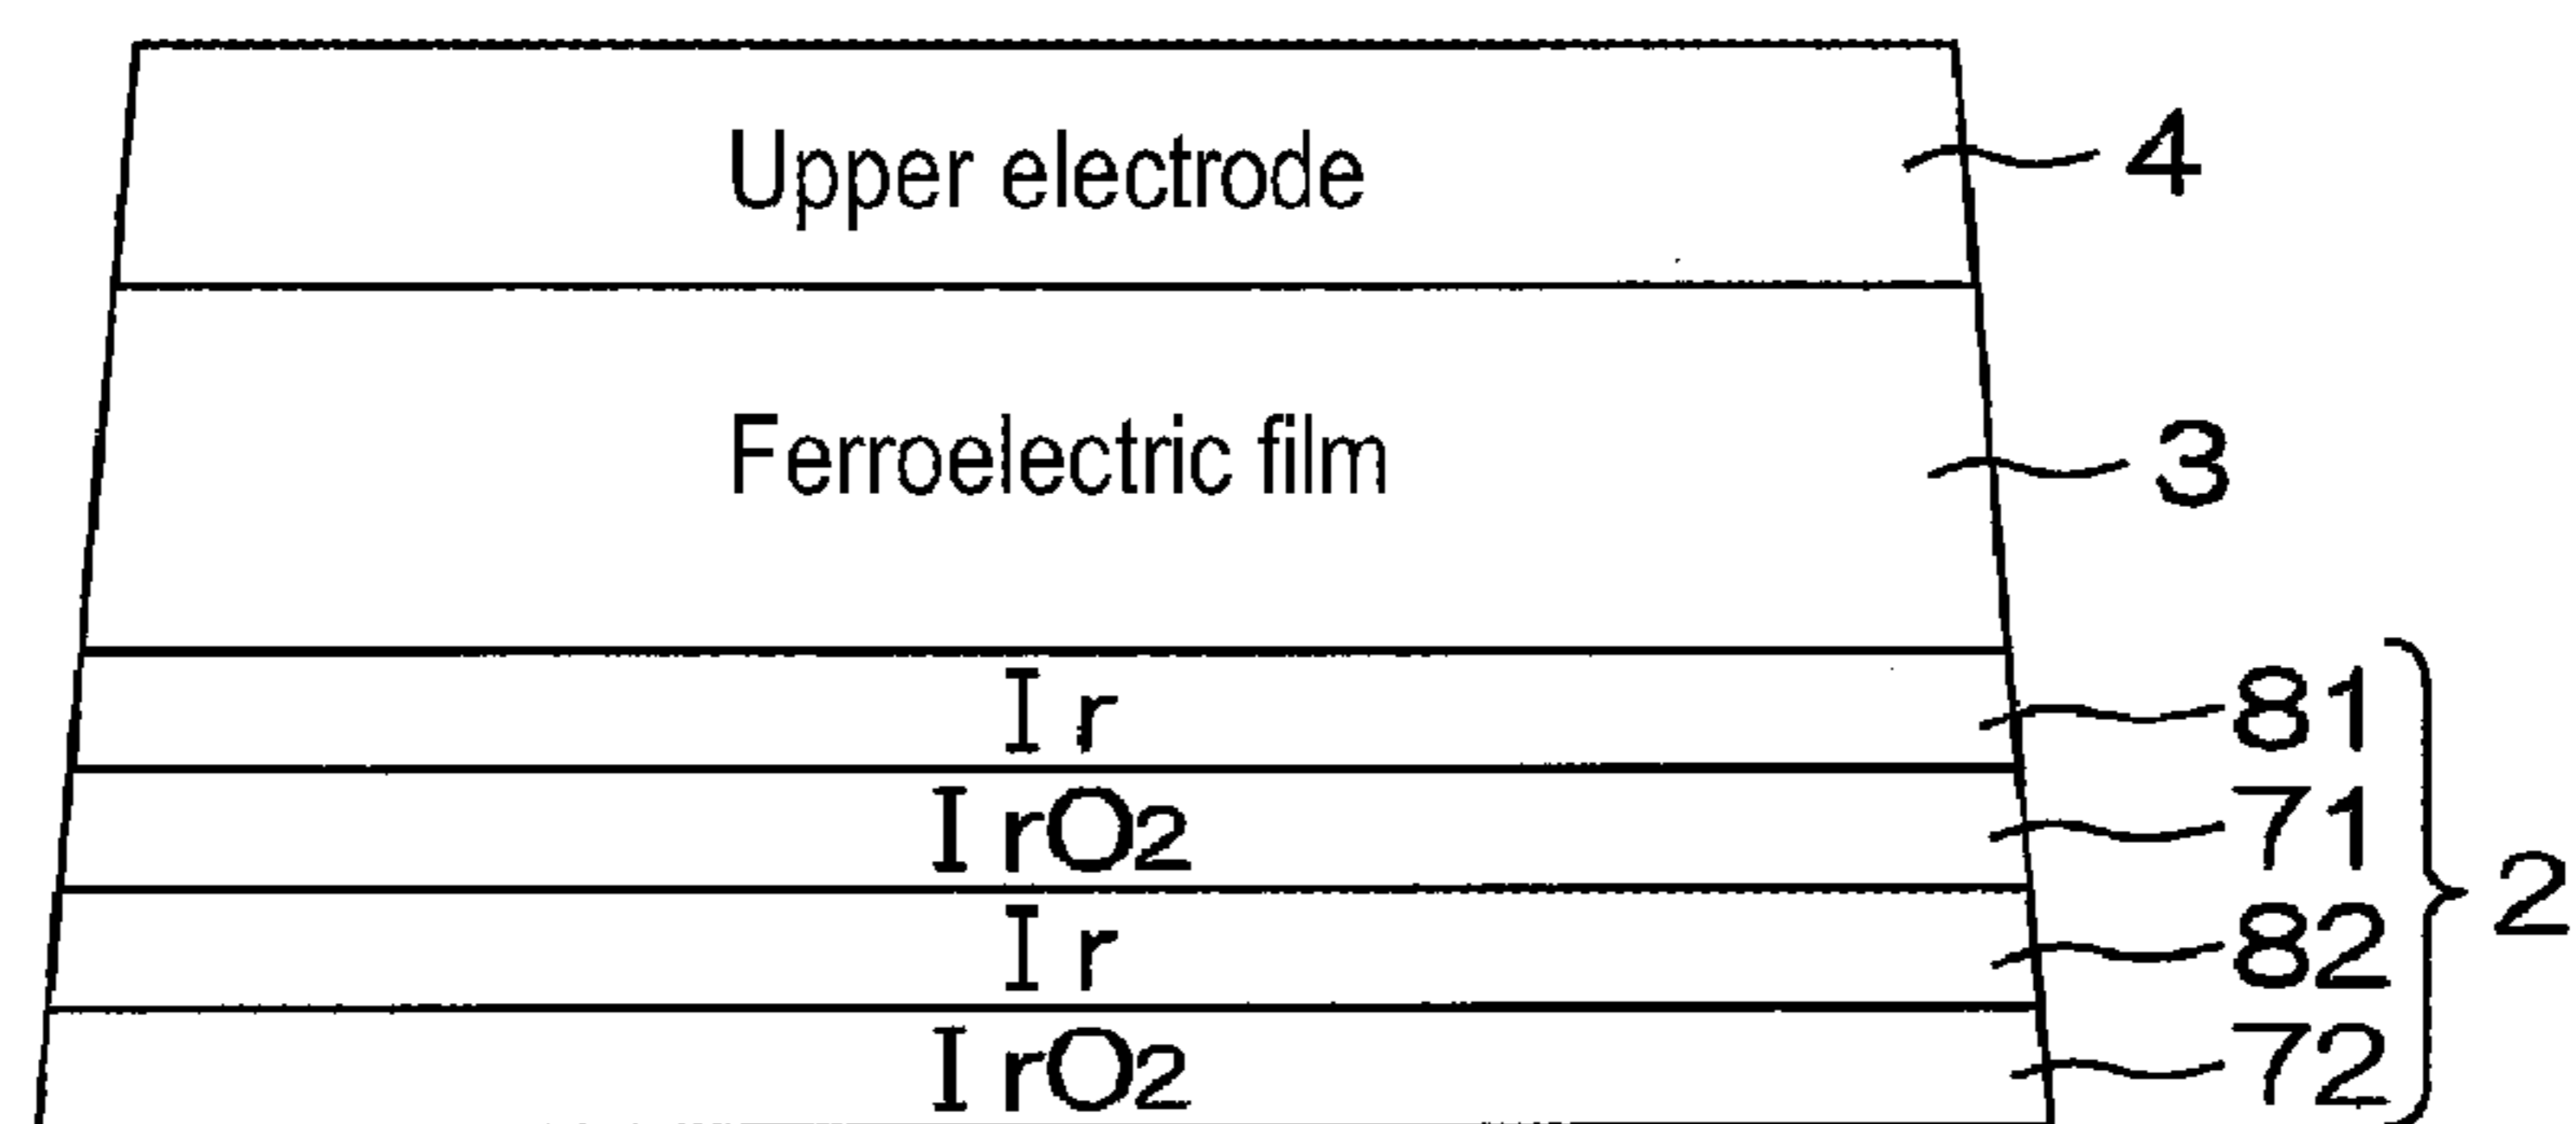 Upper electrode 4
Ferroelectric film 3
Ir 81
IrO2 71
2
Ir 82
IrO2 72